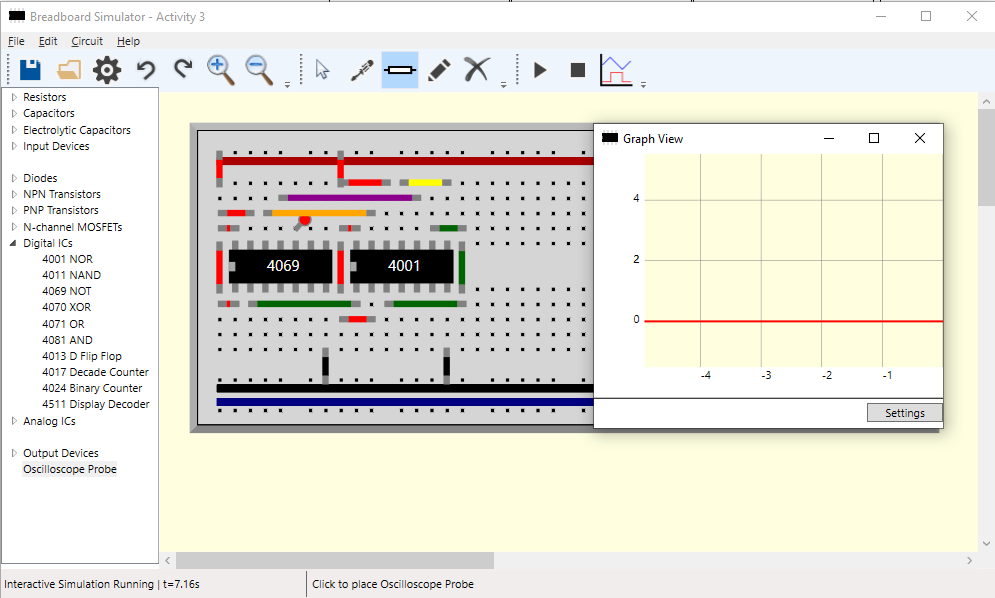 Breadboard Simulator - Activity 3
File Edit Circuit Help
Resistors
Capacitors
Electrolytic Capacitors
Input Devices
Diodes
NPN Transistors
PNP Transistors
N-channel MOSFETs
Digital ICs
4001 NOR
4011 NAND
4069 NOT
4070 XOR
4071 OR
4081 AND
4013 D Flip Flop
4017 Decade Counter
4024 Binary Counter
4511 Display Decoder
Analog ICs
Output Devices
Oscilloscope Probe
4069
4001
Graph View
4
2
0
-4 -3 -2 -1
Settings
Interactive Simulation Running | t=7.16s
Click to place Oscilloscope Probe